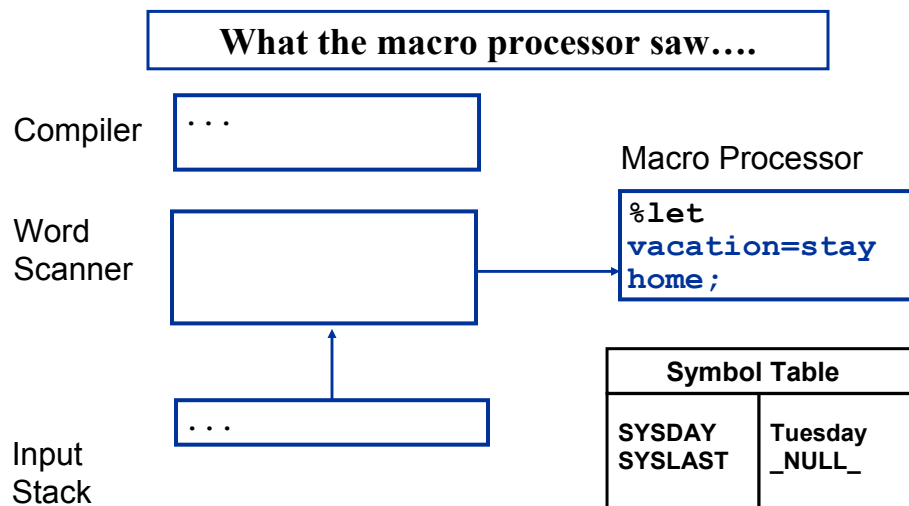 What the macro processor saw….
Compiler
. . .
Macro Processor
%let
vacation=stay
home;
Word
Scanner
Symbol Table
SYSDAY Tuesday
SYSLAST _NULL_
. . .
Input
Stack